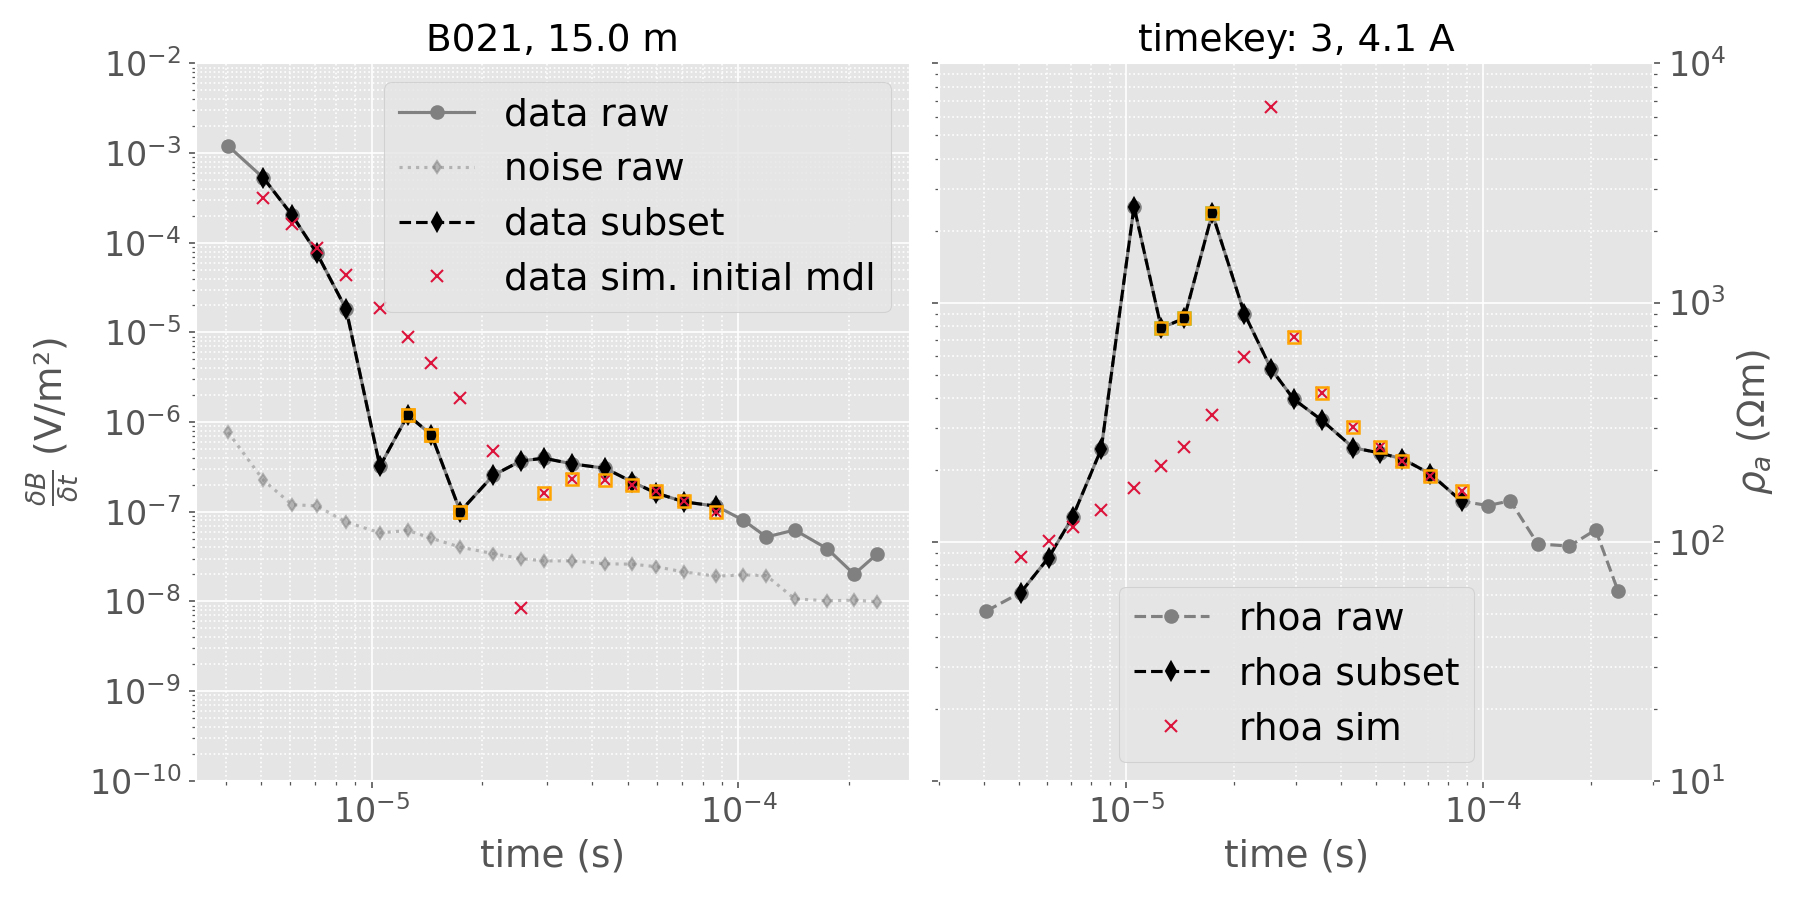 B021, 15.0 m
timekey: 3, 4.1 A
10⁻²
10⁻³
10⁻⁴
10⁻⁵
10⁻⁶
10⁻⁷
10⁻⁸
10⁻⁹
10⁻¹⁰
δB/δt (V/m²)
data raw
noise raw
data subset
data sim. initial mdl
10⁻⁵
10⁻⁴
time (s)
rhoa raw
rhoa subset
rhoa sim
10⁻⁵
10⁻⁴
time (s)
10⁴
10³
10²
10¹
ρₐ (Ωm)